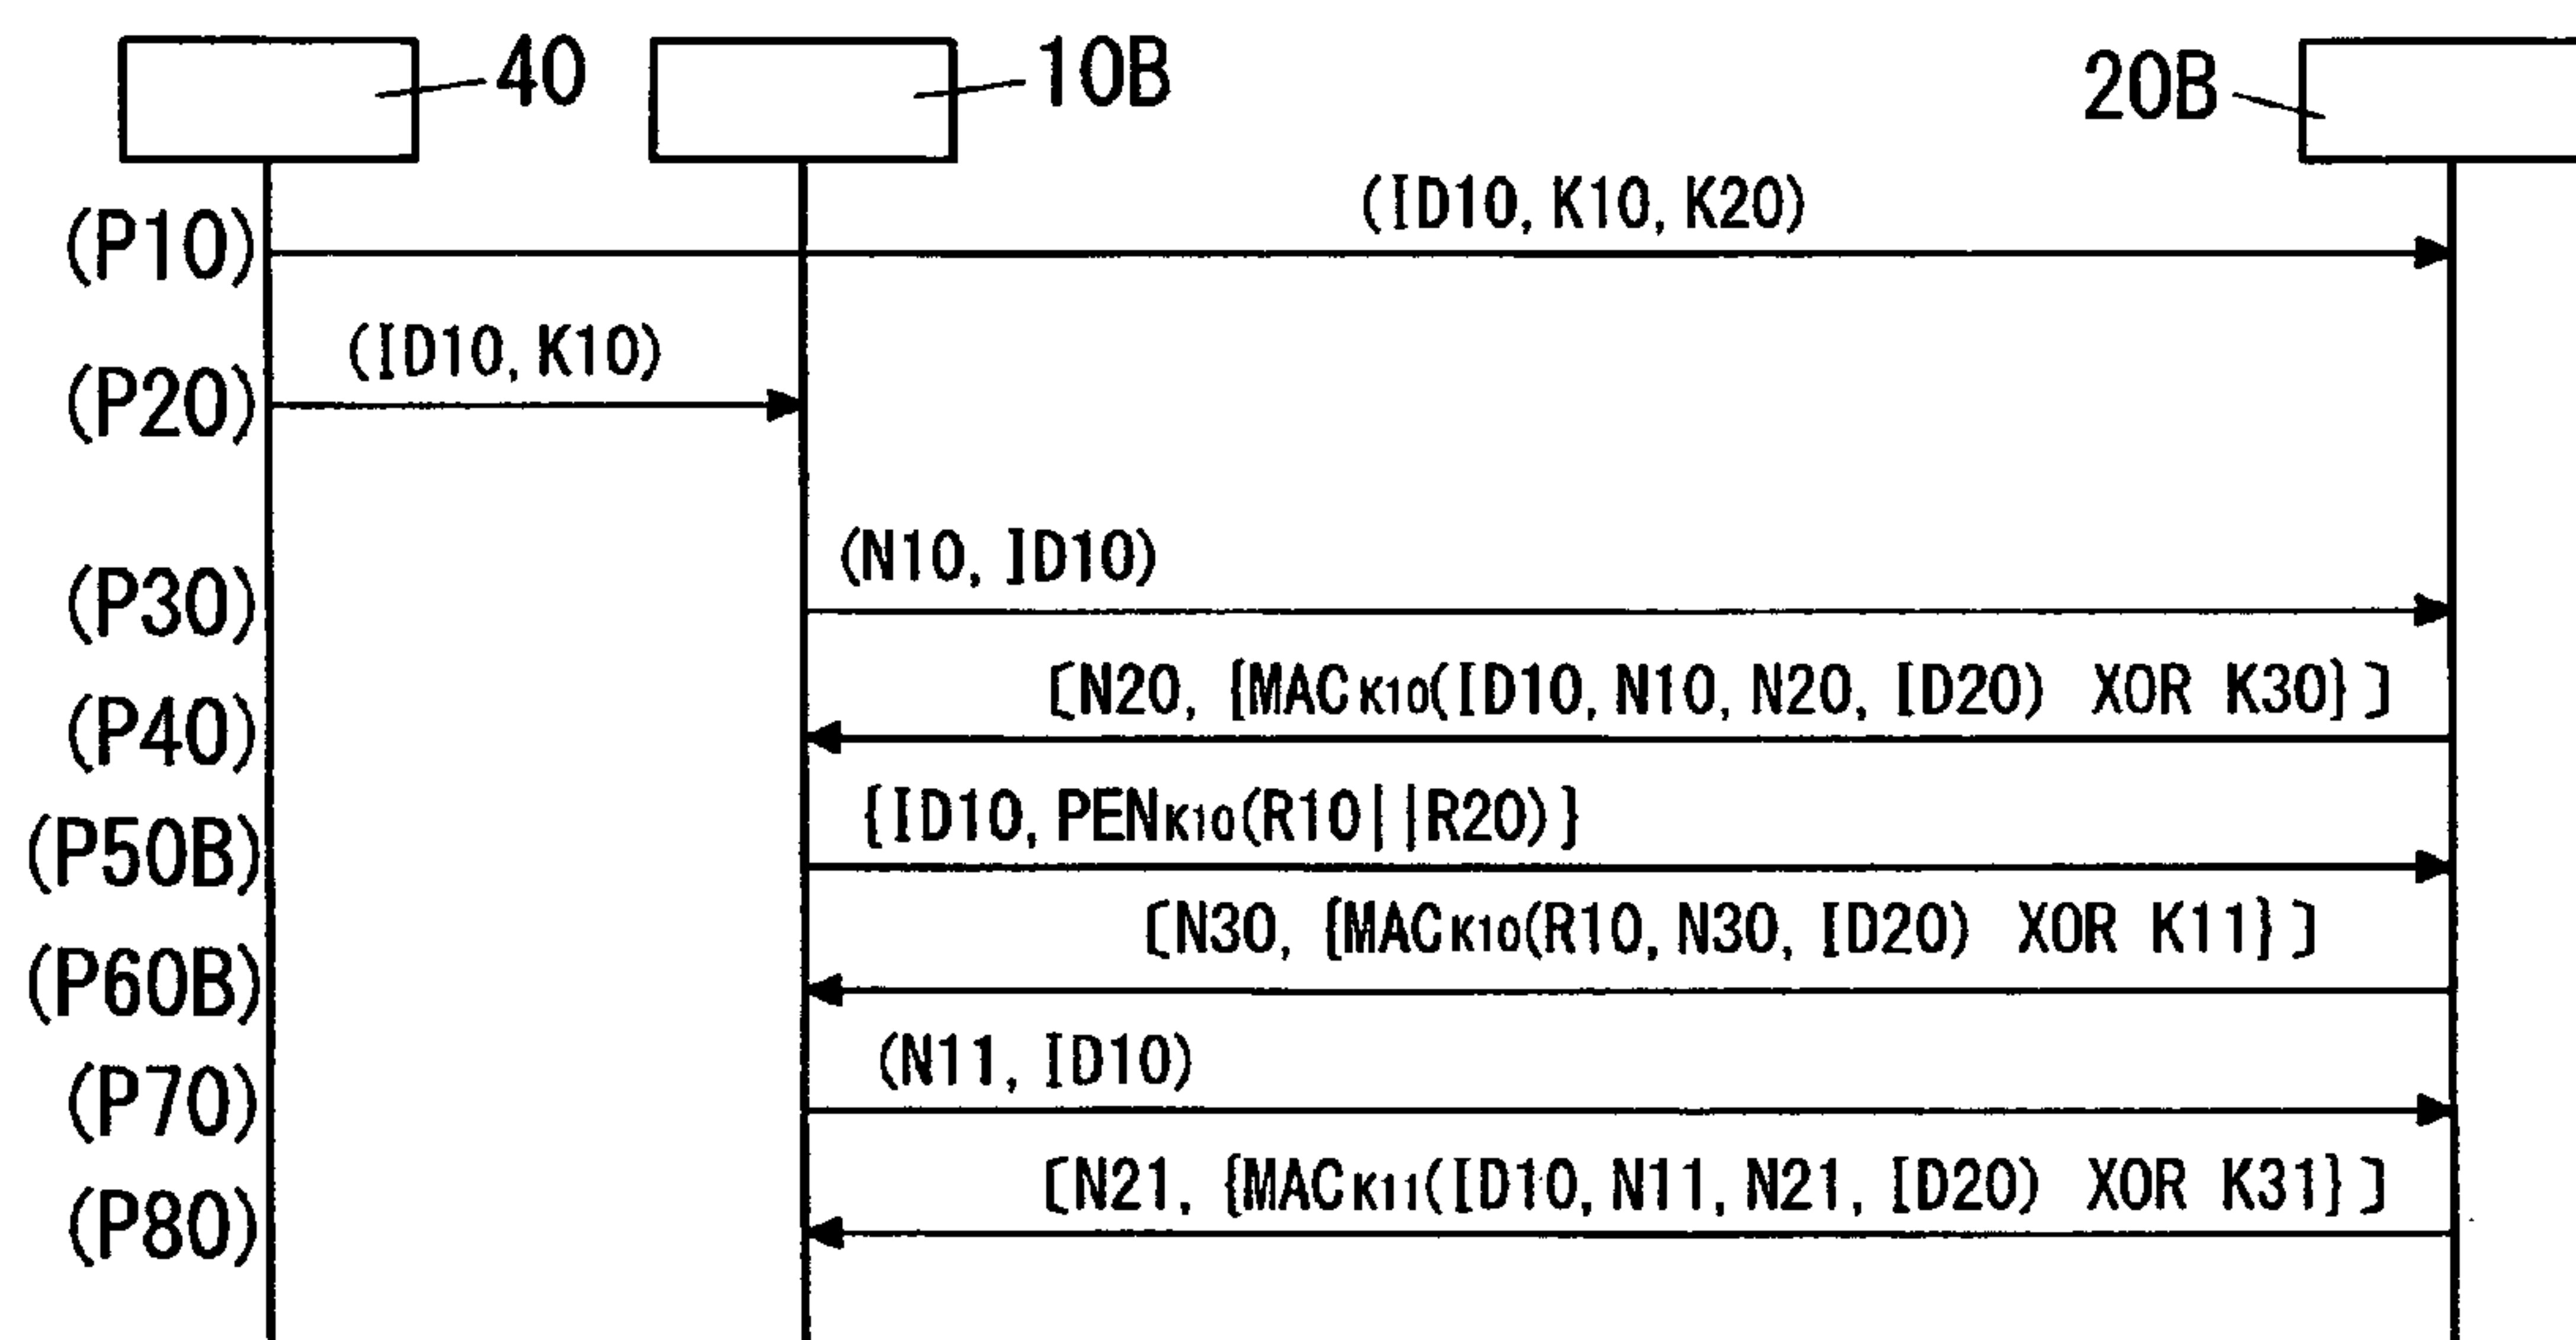 40
10B
20B
(P10) (ID10, K10, K20)
(P20) (ID10, K10)
(P30) (N10, ID10)
(P40) 〔N20, {MACK10(ID10, N10, N20, ID20) XOR K30}〕
(P50B) {ID10, PENK10(R10||R20)}
(P60B) 〔N30, {MACK10(R10, N30, ID20) XOR K11}〕
(P70) (N11, ID10)
(P80) 〔N21, {MACK11(ID10, N11, N21, ID20) XOR K31}〕